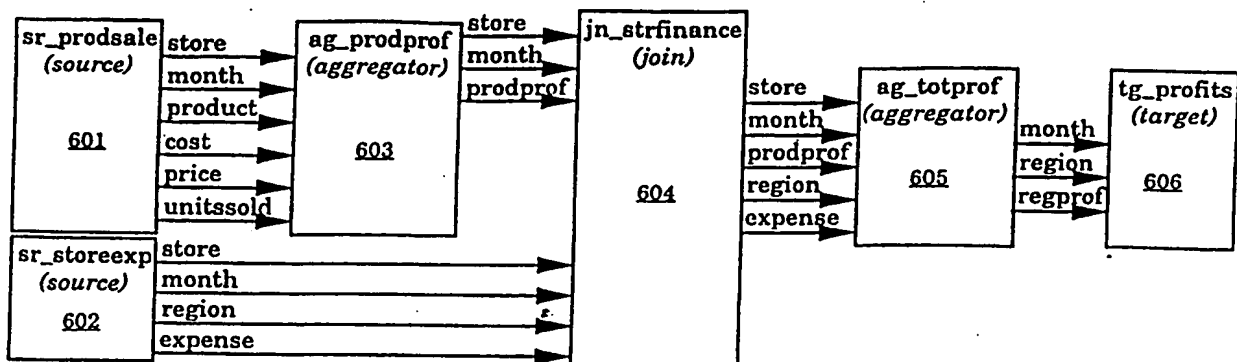 sr_prodsale
(source)
601
store
month
product
cost
price
unitssold
ag_prodprof
(aggregator)
603
store
month
prodprof
jn_strfinance
(join)
604
sr_storeexp
(source)
602
store
month
region
expense
store
month
prodprof
region
expense
ag_totprof
(aggregator)
605
month
region
regprof
tg_profits
(target)
606